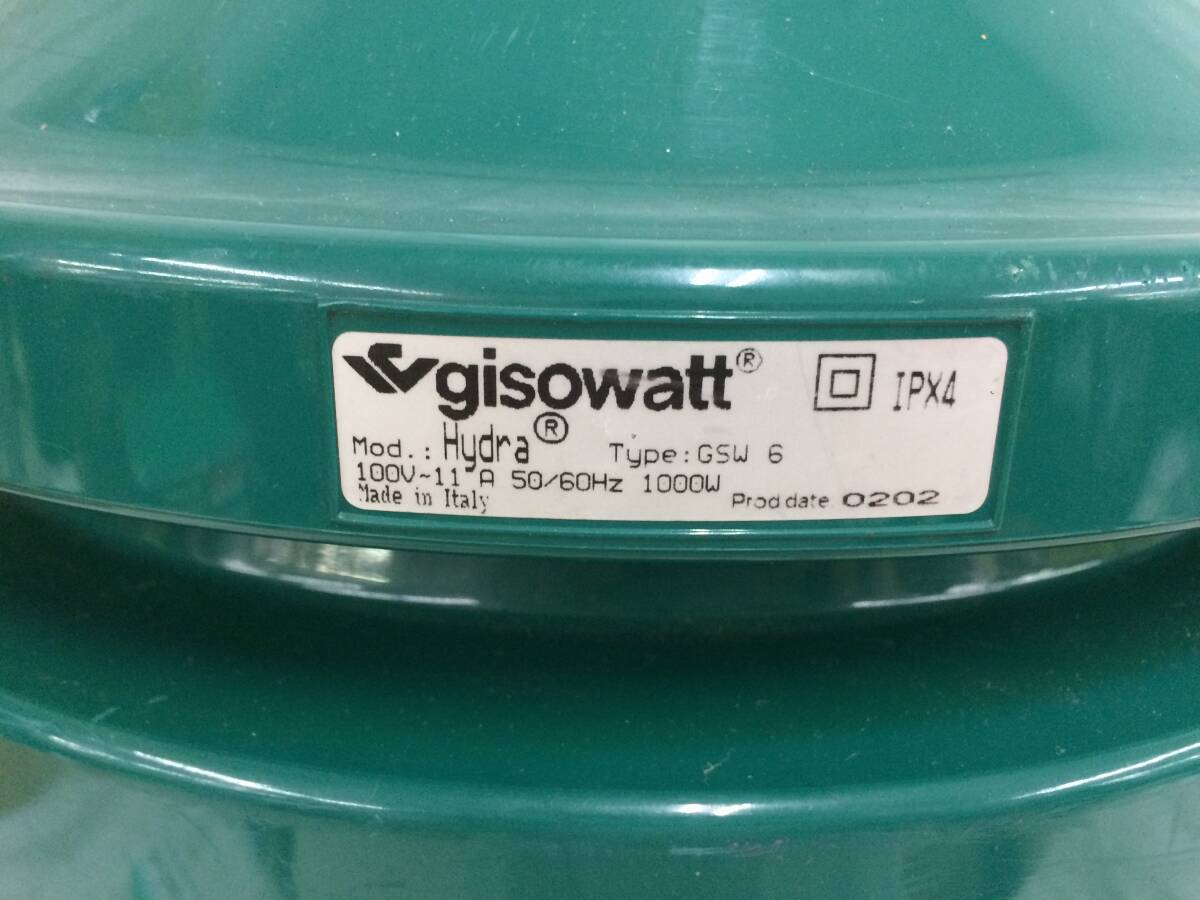 gisowatt® IPX4
Mod.: Hydra® Type:GSW 6
100V~11 A 50/60Hz 1000W
Made in Italy Prod date 0202